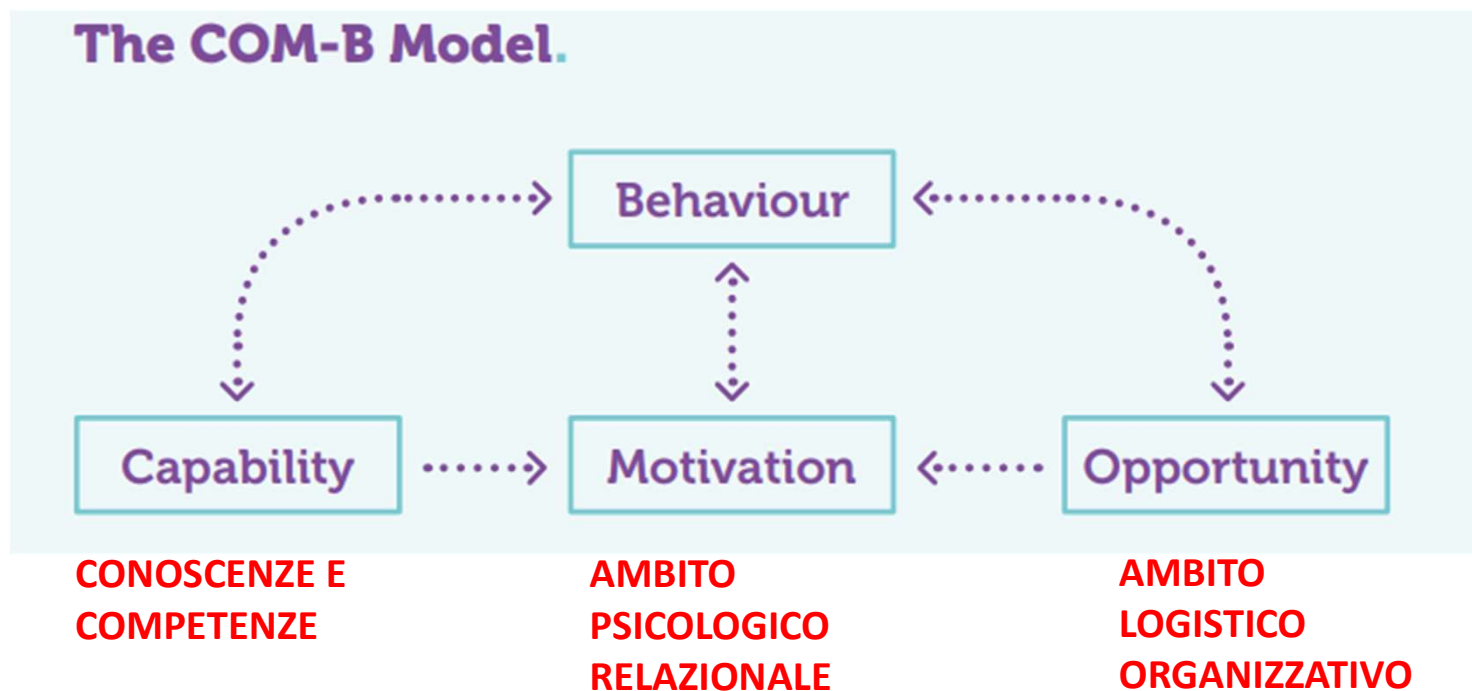 The COM-B Model.
Behaviour
Capability
Motivation
Opportunity
CONOSCENZE E
COMPETENZE
AMBITO
PSICOLOGICO
RELAZIONALE
AMBITO
LOGISTICO
ORGANIZZATIVO